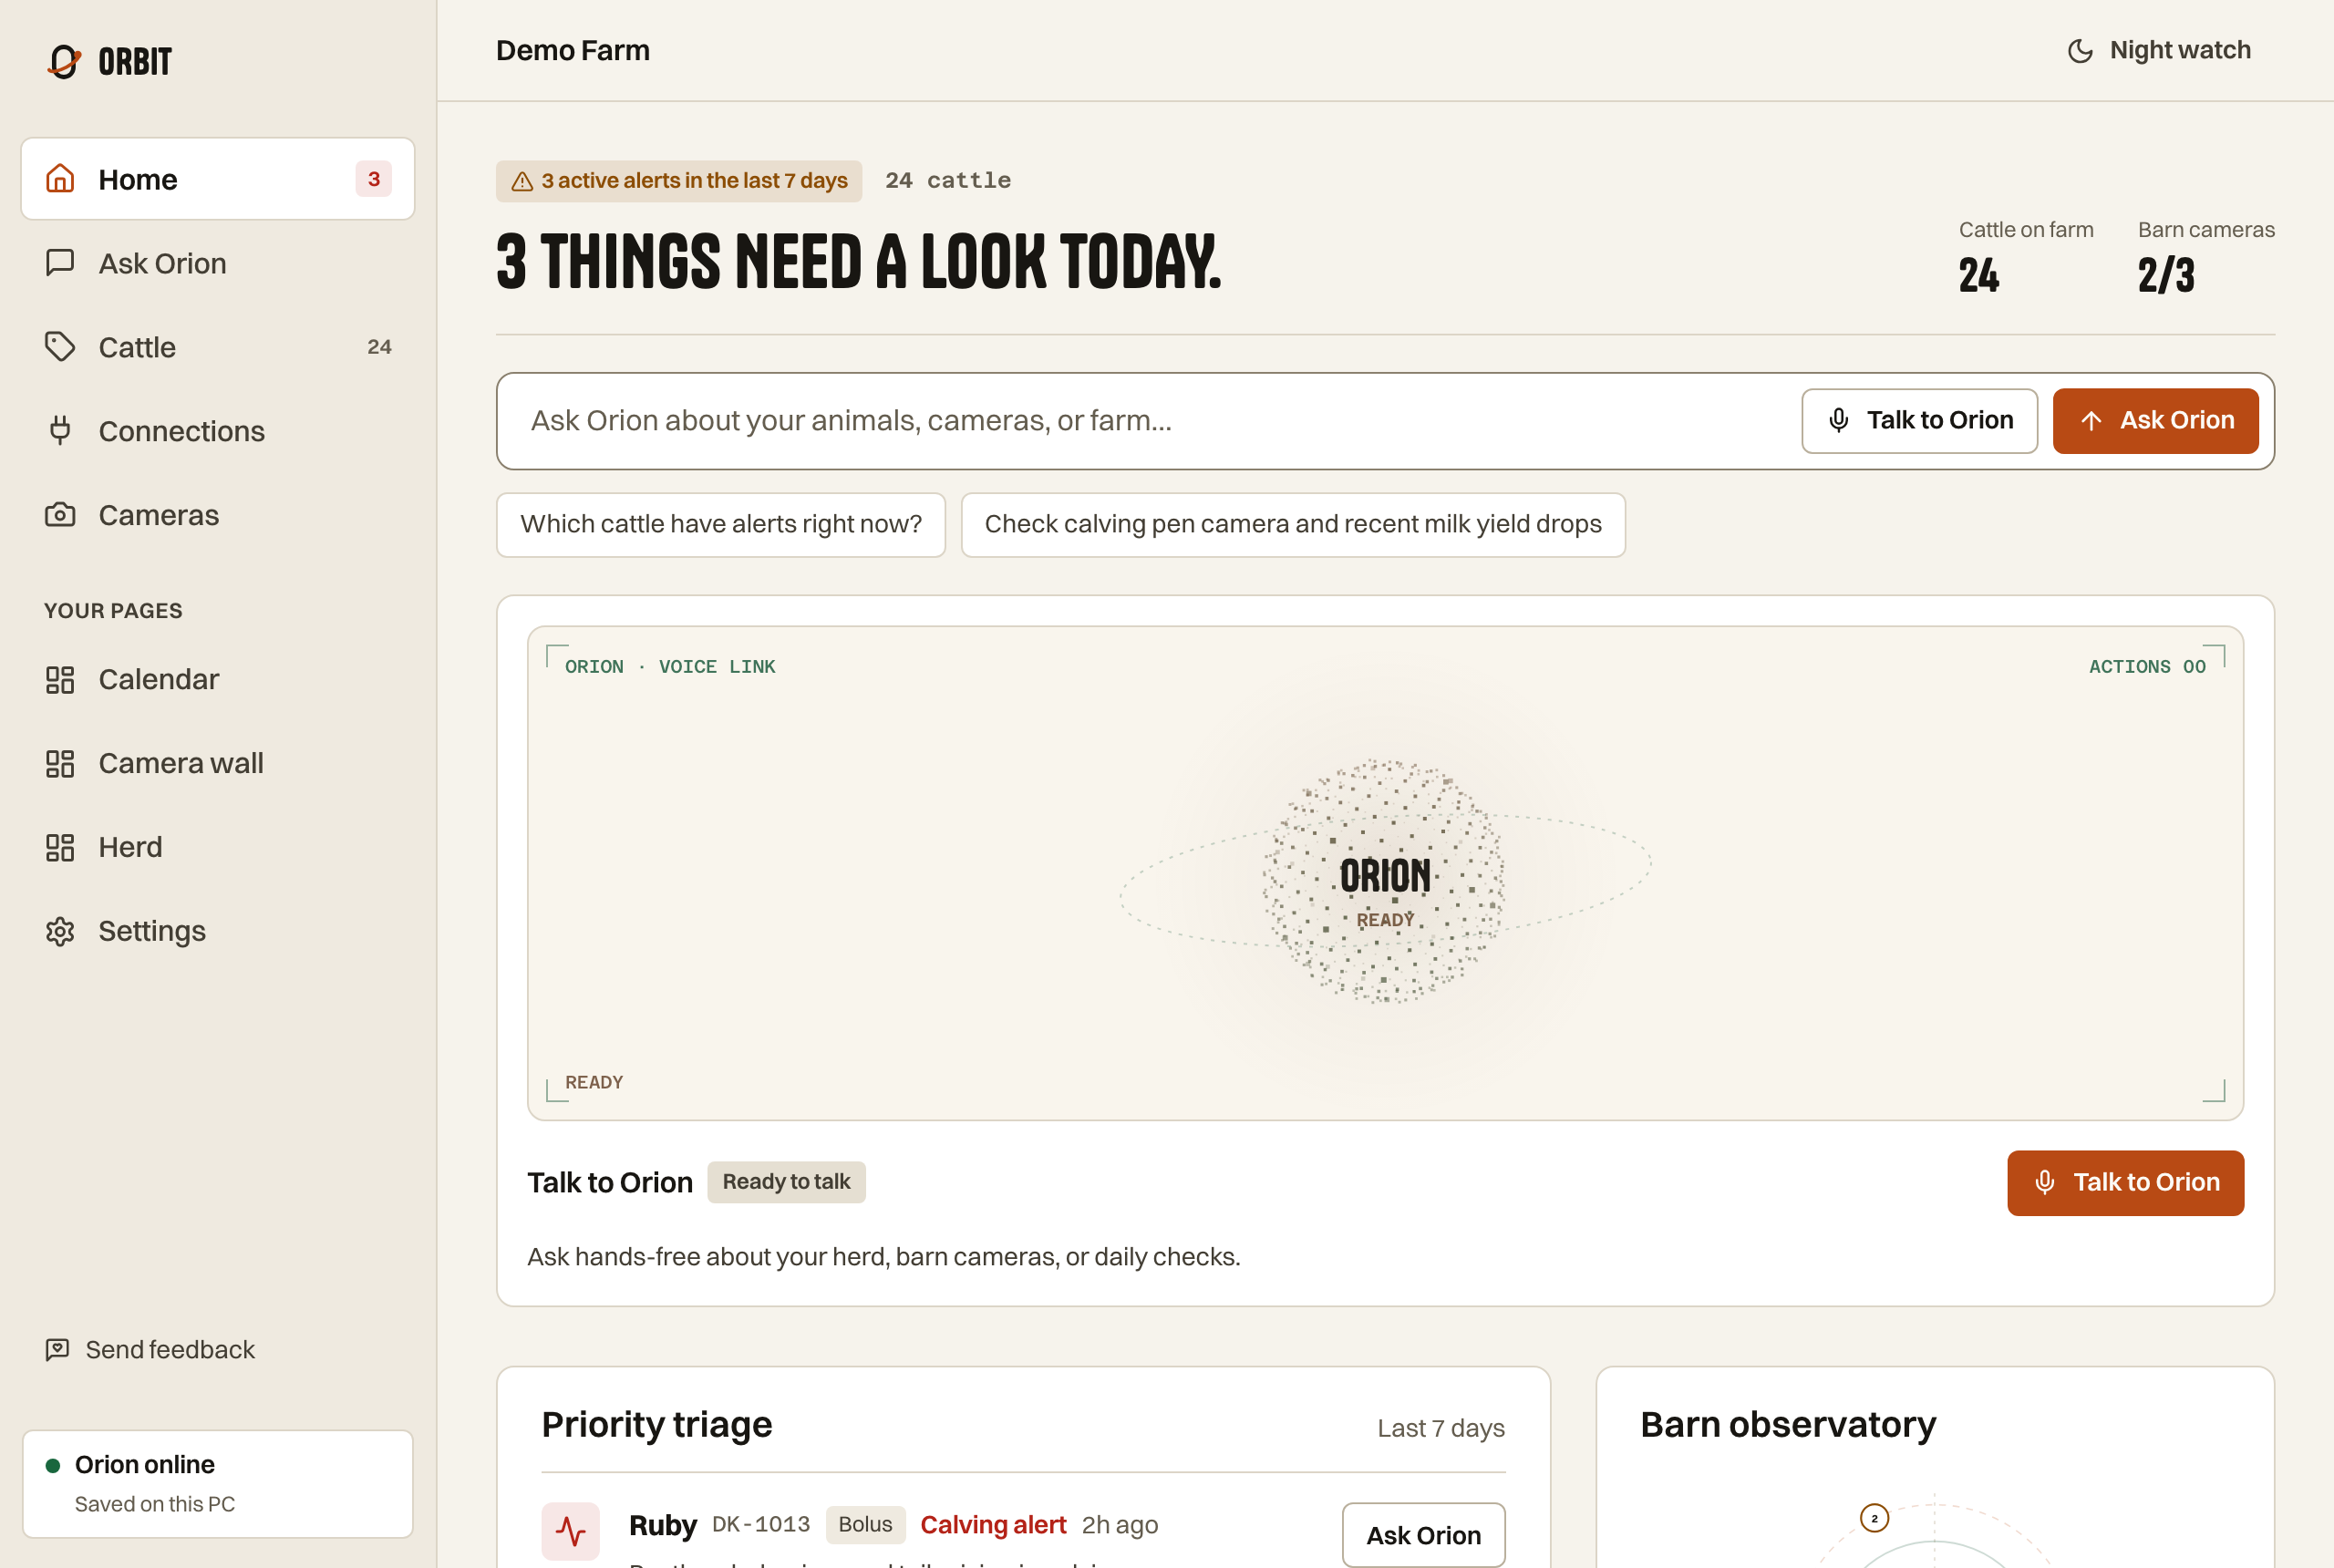 ORBIT
Home 3
Ask Orion
Cattle 24
Connections
Cameras
YOUR PAGES
Calendar
Camera wall
Herd
Settings
Send feedback
Orion online
Saved on this PC
Demo Farm
Night watch
3 active alerts in the last 7 days 24 cattle
3 THINGS NEED A LOOK TODAY.
Cattle on farm
24
Barn cameras
2/3
Ask Orion about your animals, cameras, or farm...
Talk to Orion
Ask Orion
Which cattle have alerts right now?
Check calving pen camera and recent milk yield drops
ORION · VOICE LINK
ACTIONS 00
ORION
READY
READY
Talk to Orion Ready to talk
Talk to Orion
Ask hands-free about your herd, barn cameras, or daily checks.
Priority triage
Last 7 days
Ruby DK-1013 Bolus Calving alert 2h ago
Ask Orion
Barn observatory
2